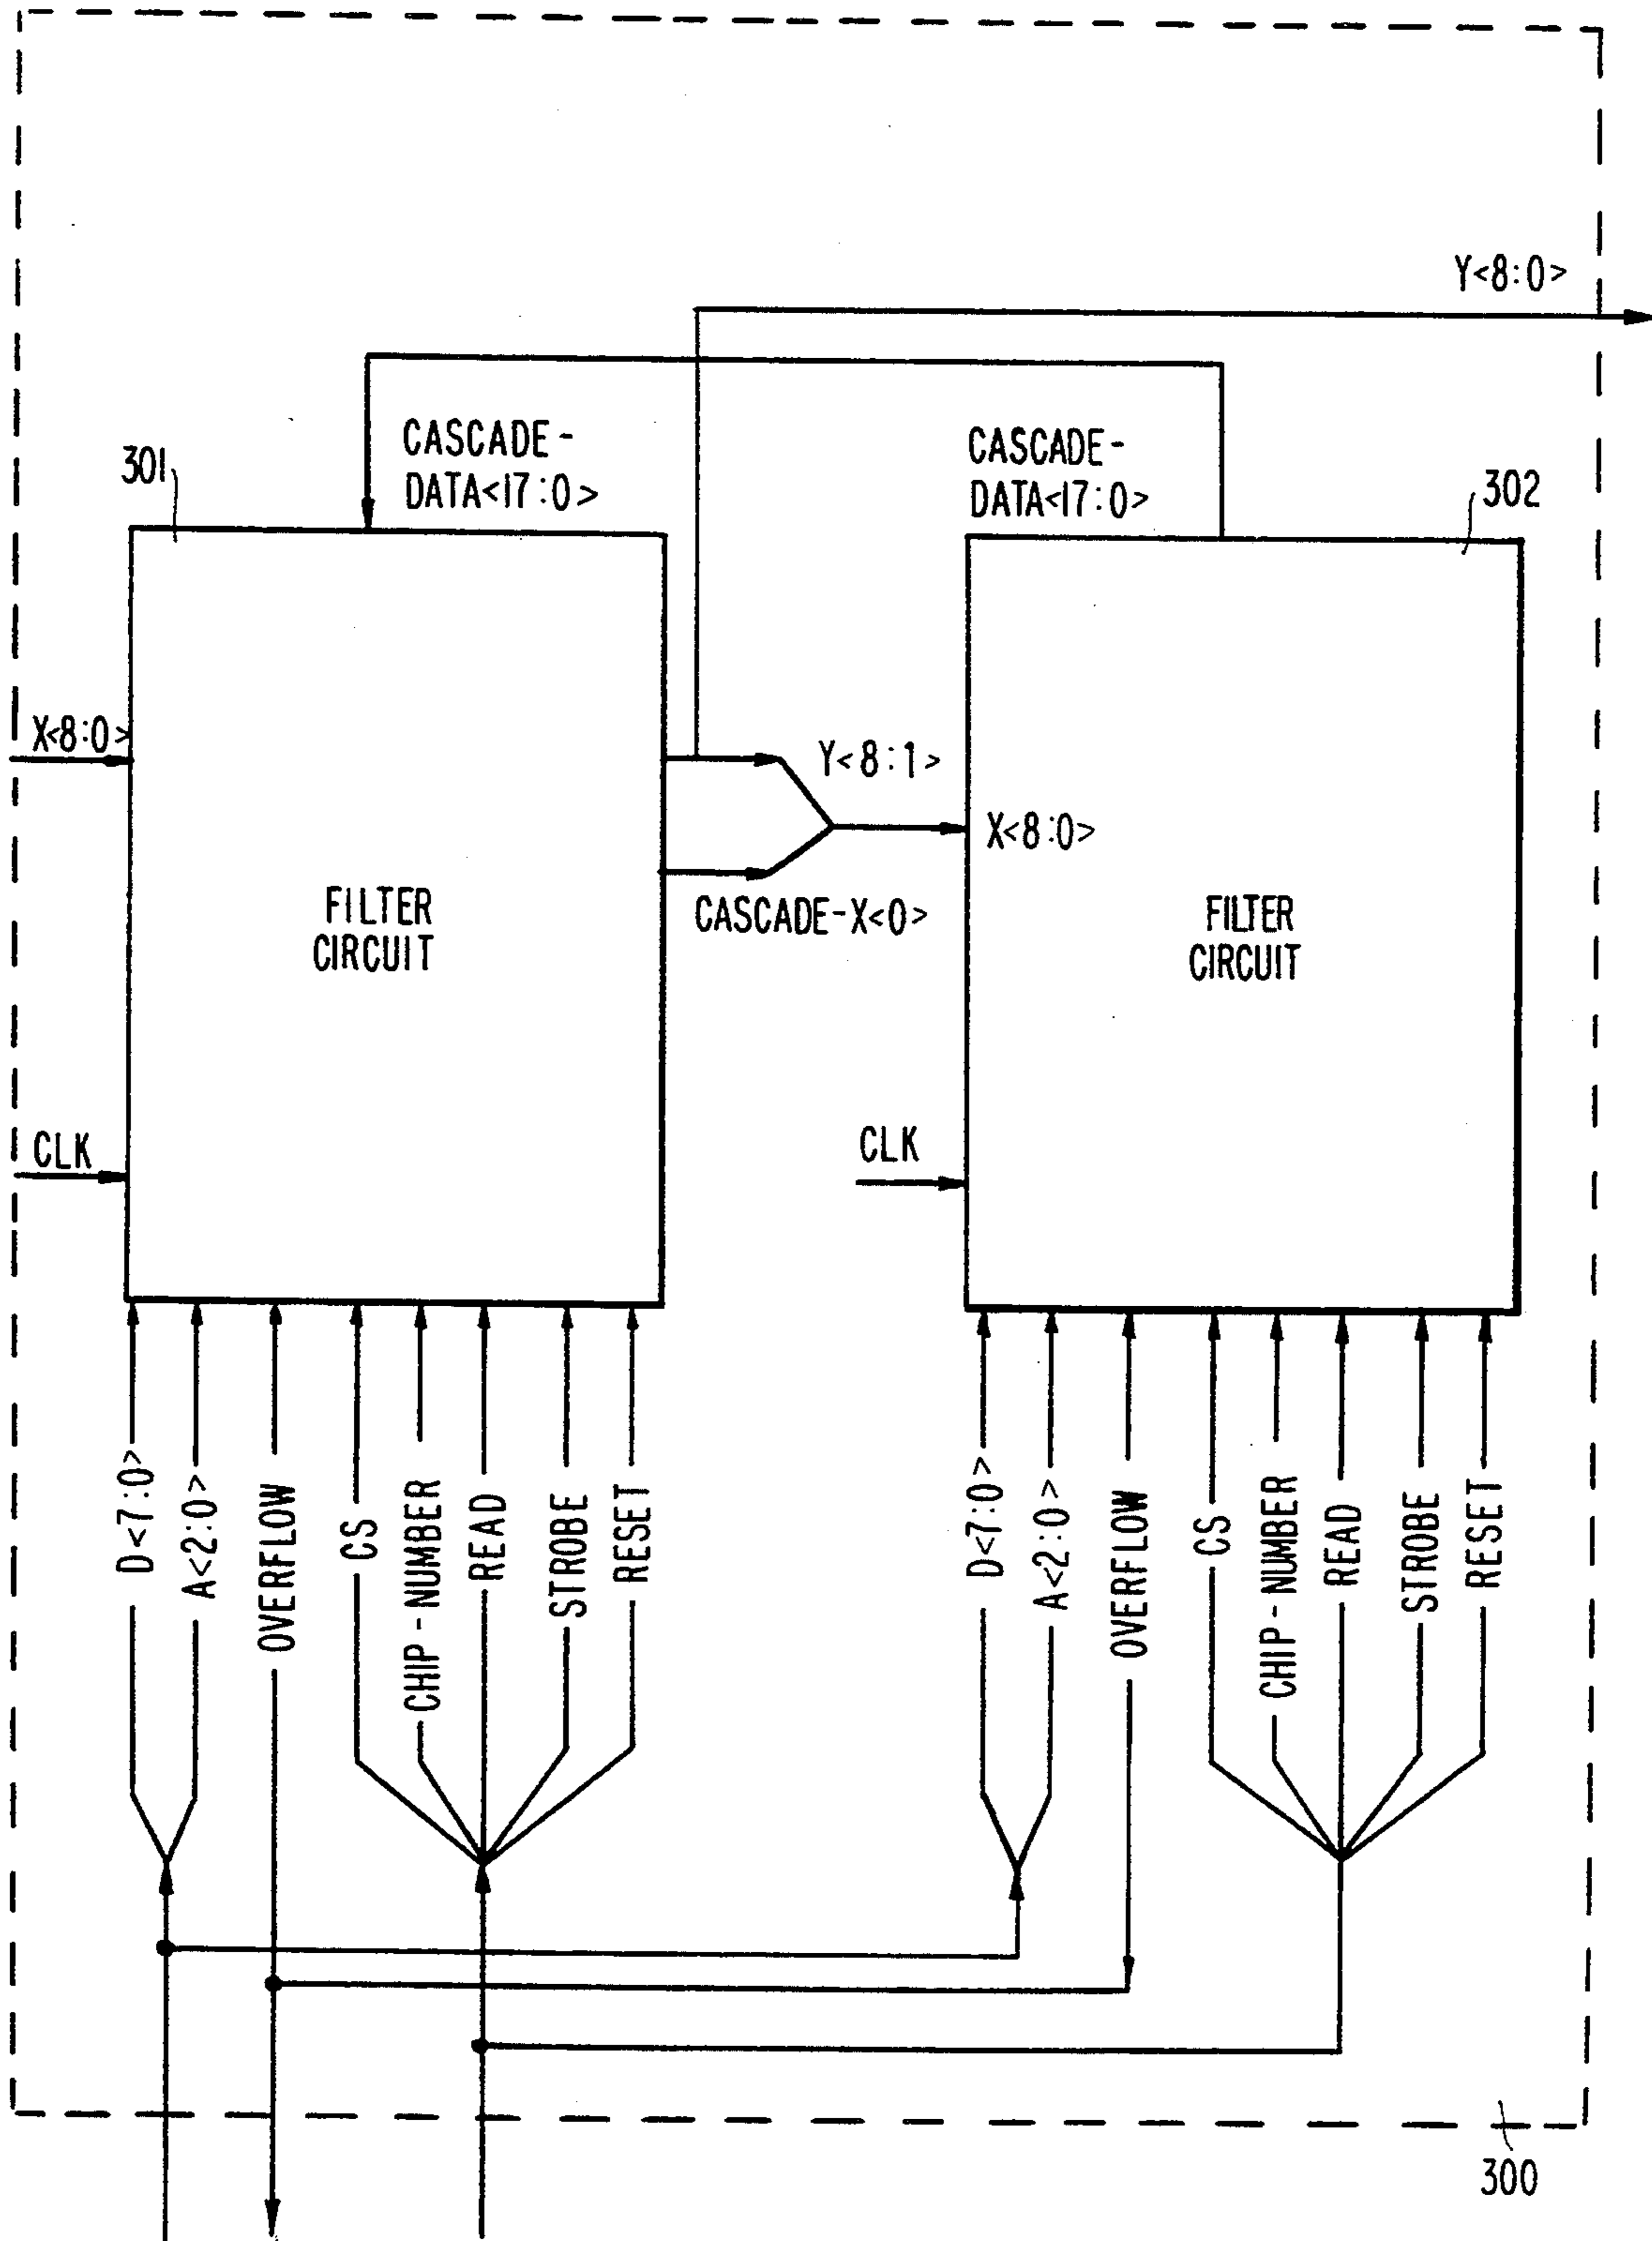 Y<8:0>
CASCADE-
DATA<17:0>
CASCADE-
DATA<17:0>
301
302
X<8:0>
Y<8:1>
X<8:0>
CASCADE-X<0>
FILTER
CIRCUIT
FILTER
CIRCUIT
CLK
CLK
D<7:0>
A<2:0>
OVERFLOW
CS
CHIP-NUMBER
READ
STROBE
RESET
D<7:0>
A<2:0>
OVERFLOW
CS
CHIP-NUMBER
READ
STROBE
RESET
300